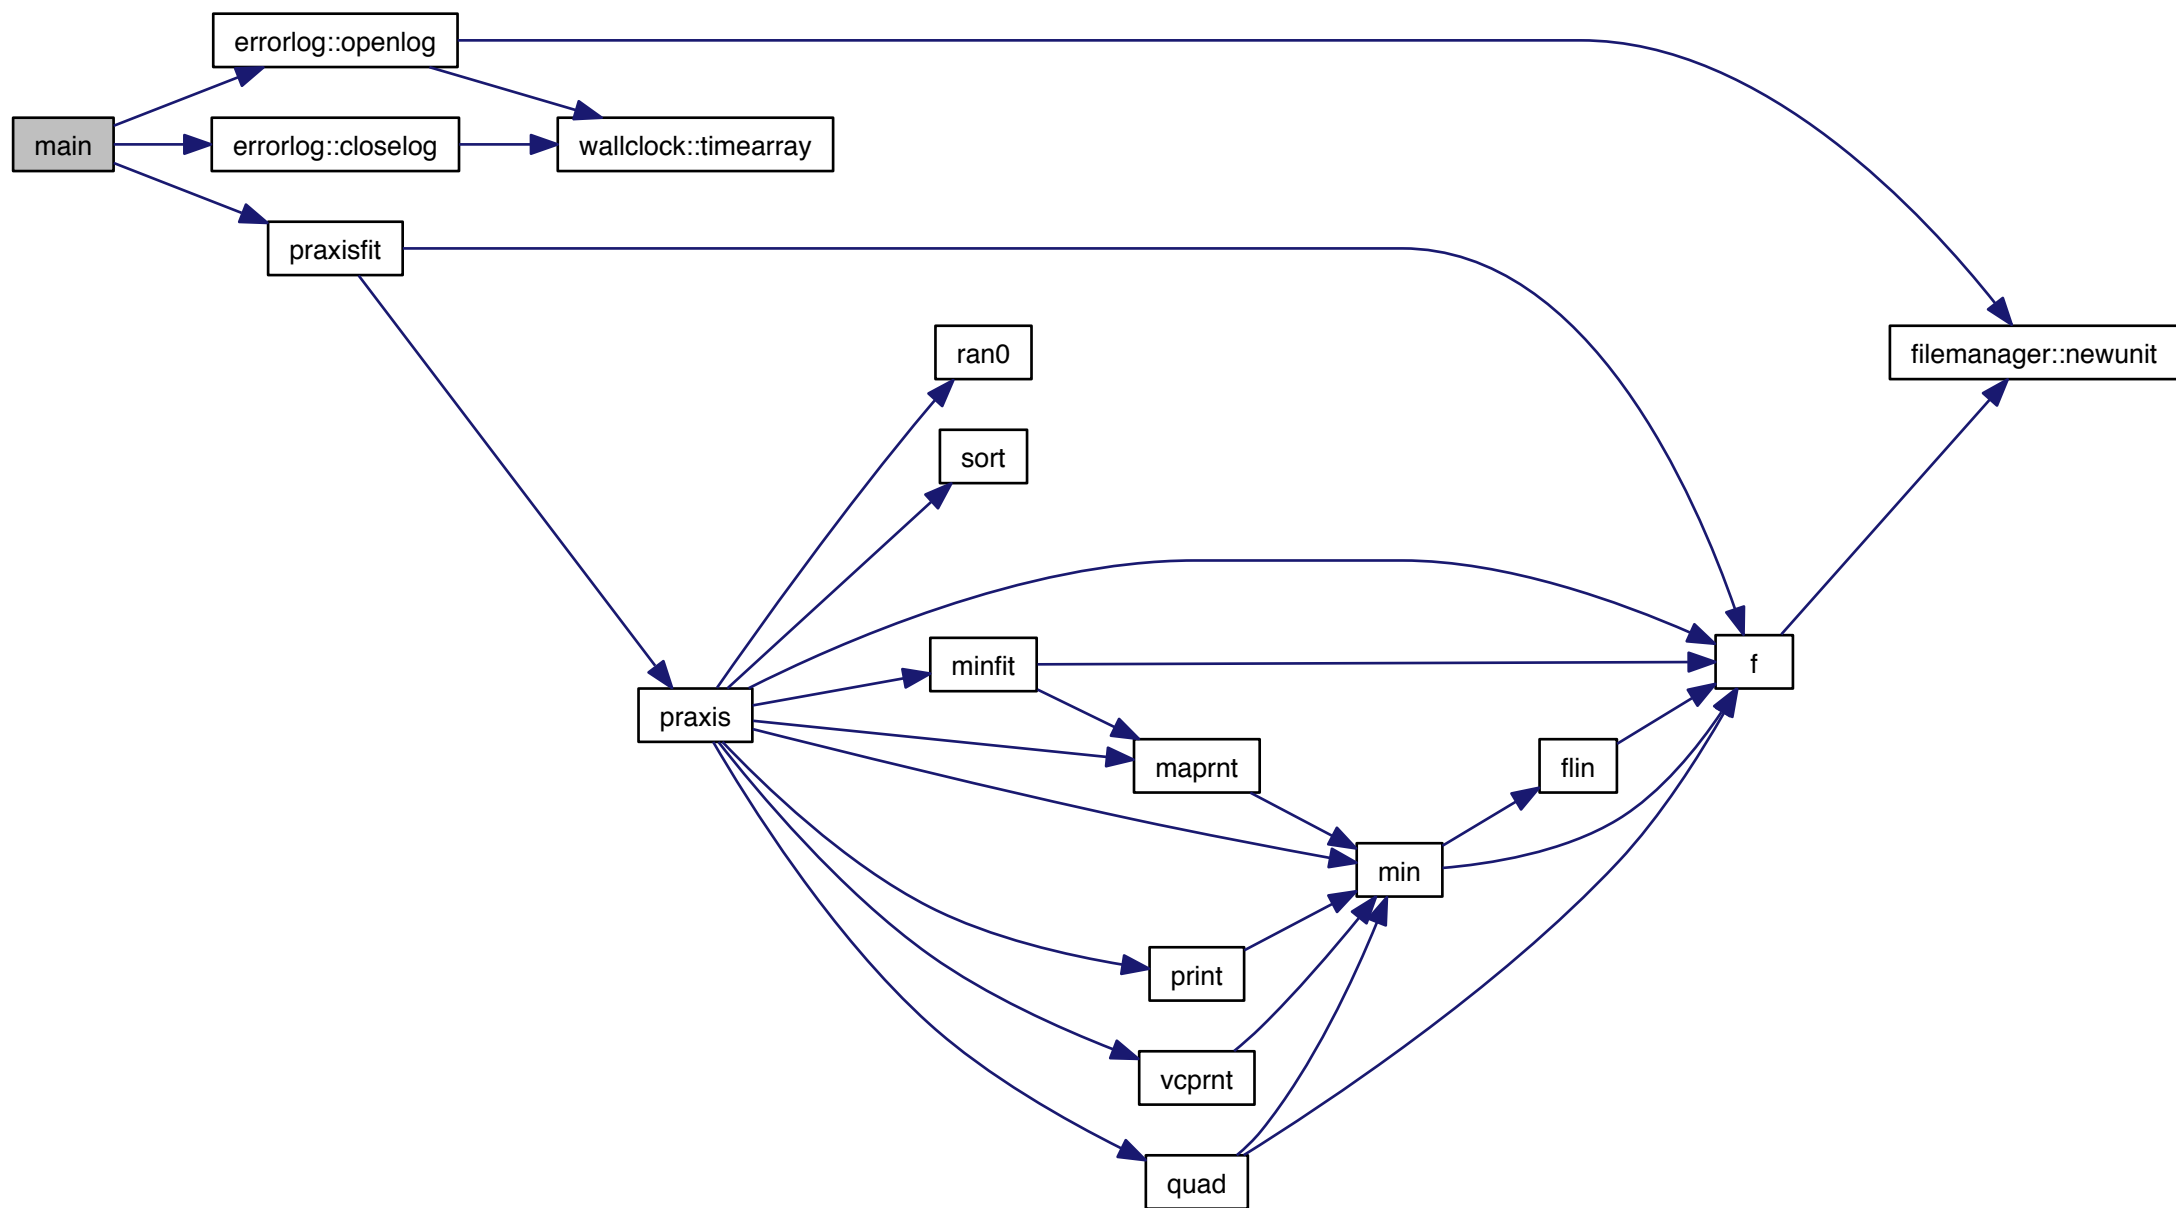 errorlog::openlog
main
errorlog::closelog
wallclock::timearray
praxisfit
ran0
filemanager::newunit
sort
minfit
f
praxis
maprnt
flin
min
print
vcprnt
quad